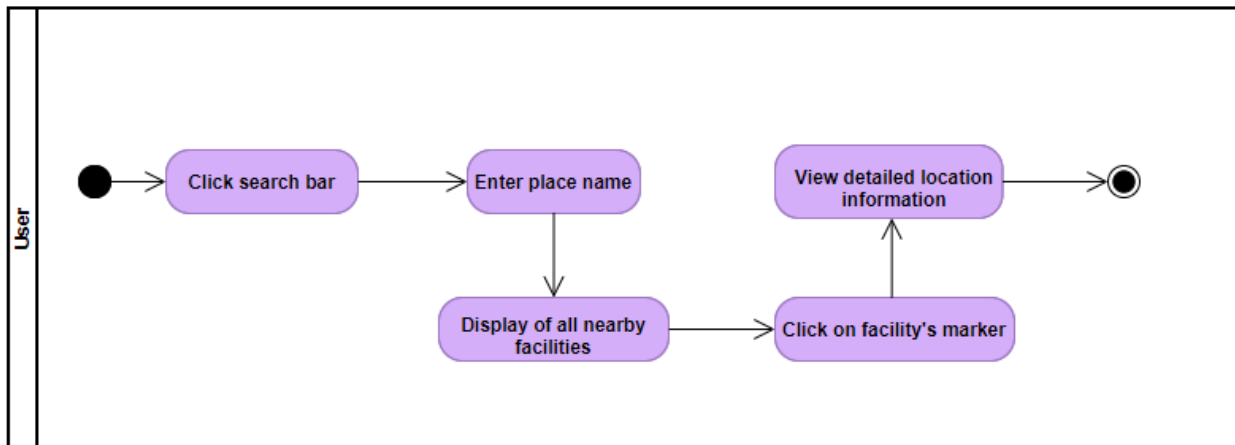 User
Click search bar
Enter place name
Display of all nearby
facilities
Click on facility's marker
View detailed location
information